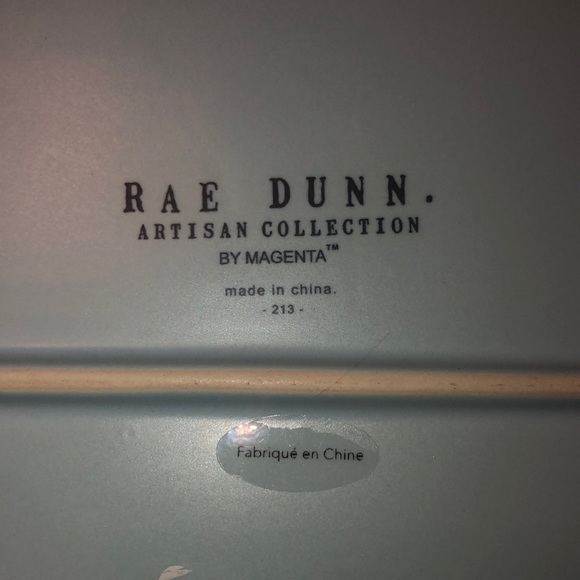 RAE DUNN.
ARTISAN COLLECTION
BY MAGENTA™
made in china.
- 213 -
Fabriqué en Chine